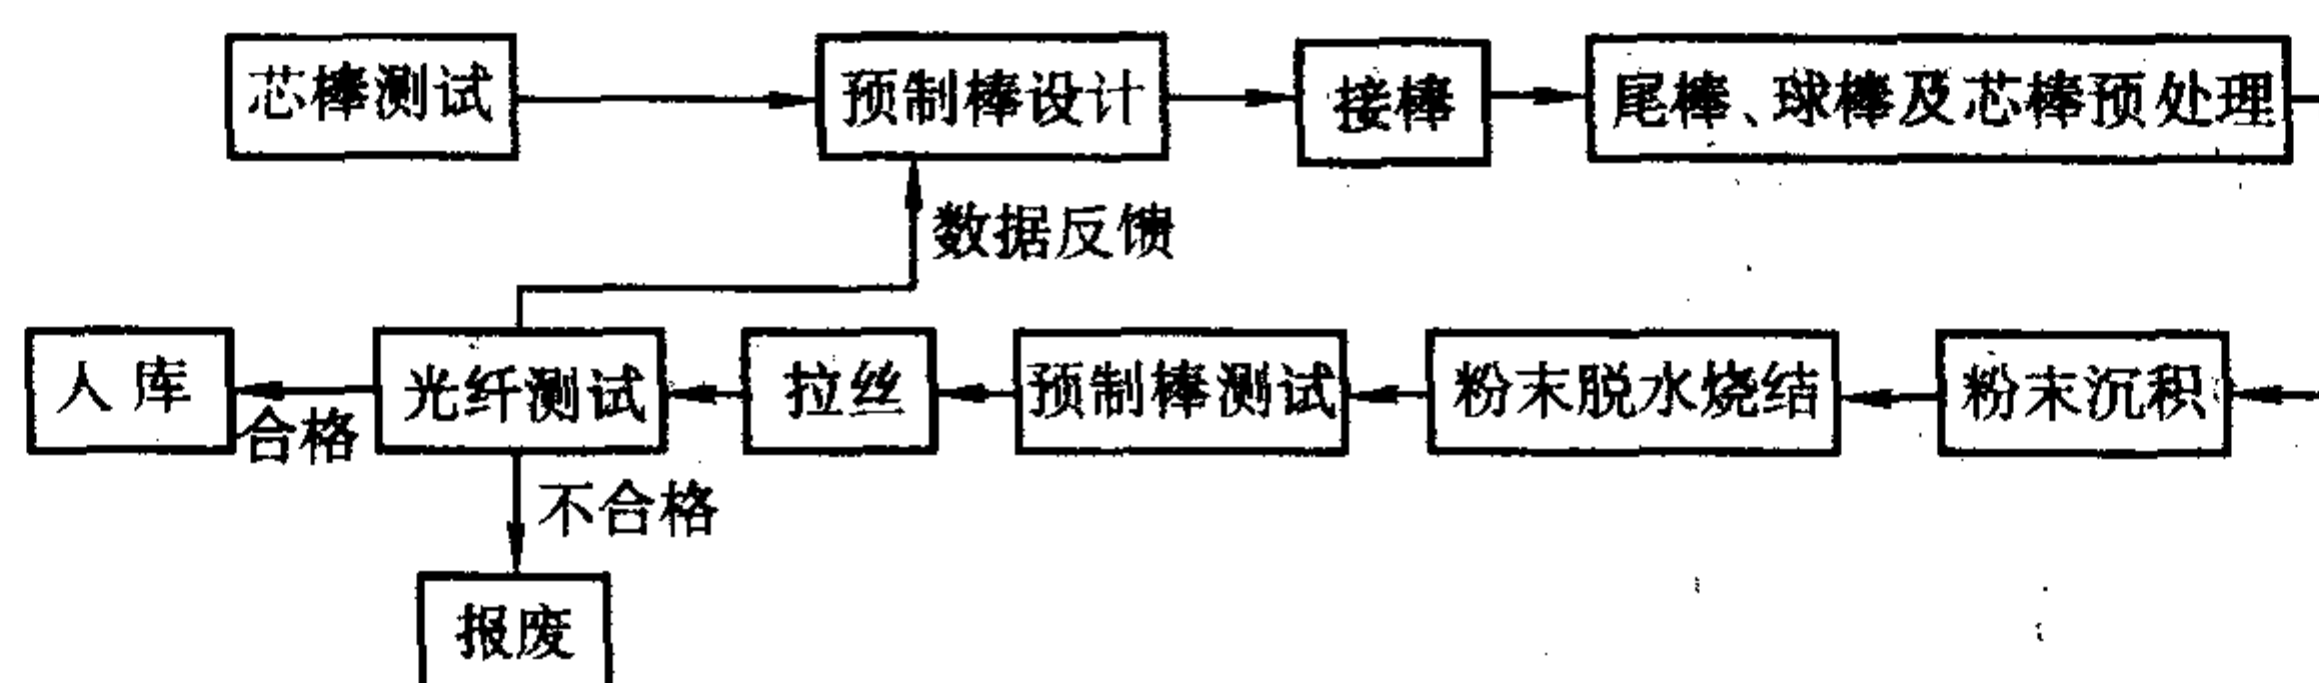 芯棒测试 预制棒设计 接棒 尾棒、球棒及芯棒预处理
数据反馈
入库 光纤测试 拉丝 预制棒测试 粉末脱水烧结 粉末沉积
合格
不合格
报废